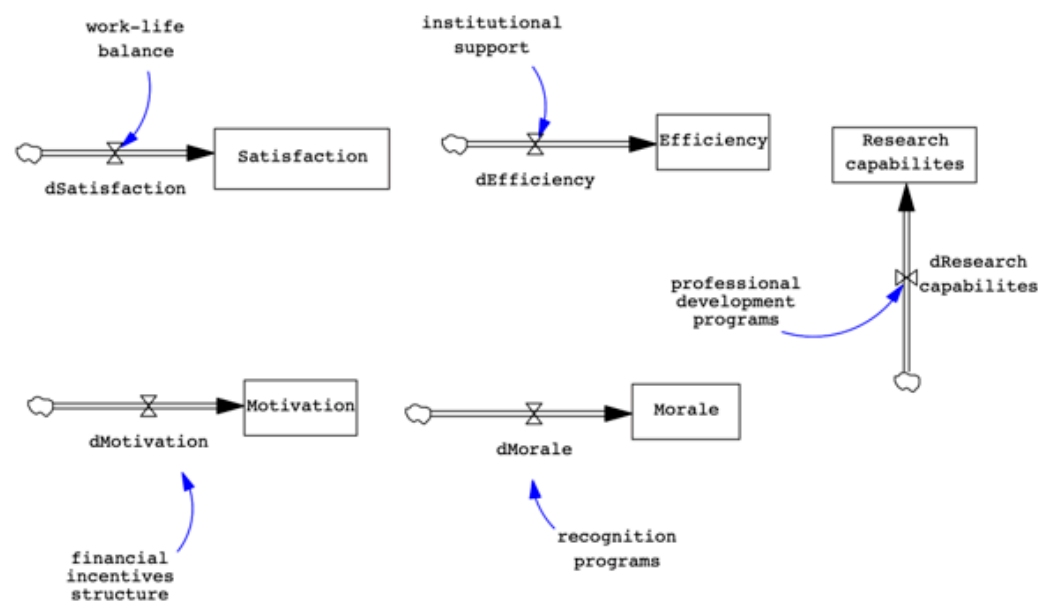 work-life
balance
institutional
support
Satisfaction
dSatisfaction
Efficiency
dEfficiency
Research
capabilites
dResearch
capabilites
professional
development
programs
Motivation
dMotivation
Morale
dMorale
financial
incentives
structure
recognition
programs